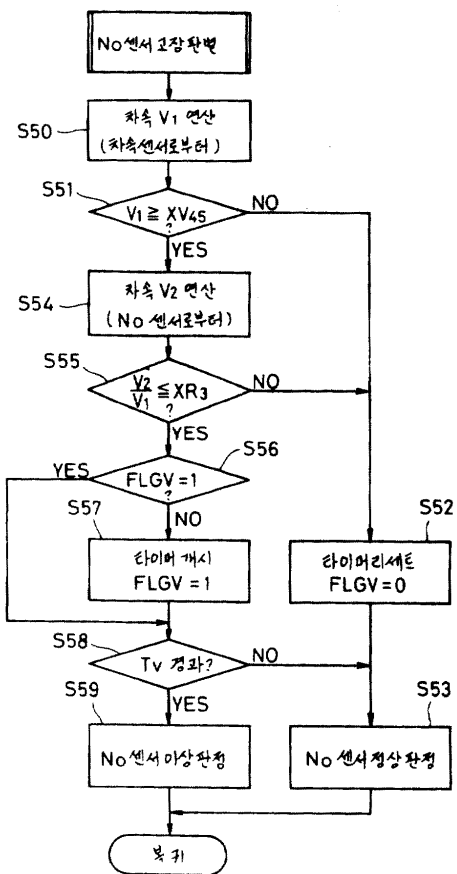 No 센서 고장 판별
S50
차속 V1 연산
(차속센서로부터)
S51
V1 ≧ XV45
?
NO
YES
S54
차속 V2 연산
(No 센서로부터)
S55
V2/V1 ≦ XR3
?
NO
YES
S56
FLGV=1
?
YES
NO
S57
타이머 개시
FLGV=1
S52
타이머리세트
FLGV=0
S58
Tv 경과?
NO
YES
S59
No 센서 이상 판정
S53
No 센서 정상 판정
복귀